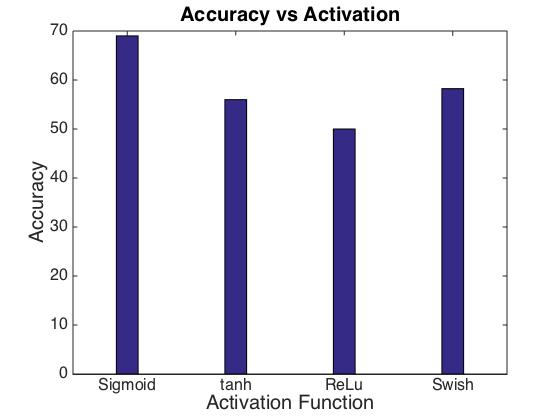 Accuracy vs Activation
70
60
50
40
30
20
10
0
Accuracy
Sigmoid tanh ReLu Swish
Activation Function